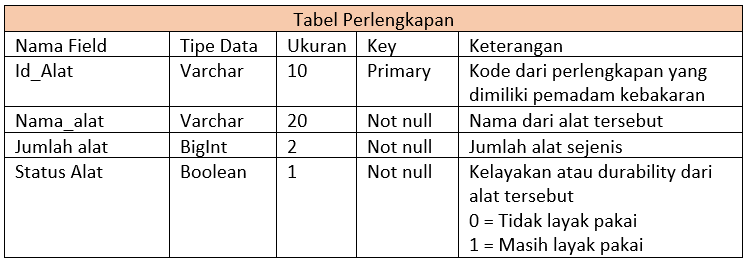 Tabel Perlengkapan
Nama Field Tipe Data Ukuran Key Keterangan
Id_Alat Varchar 10 Primary Kode dari perlengkapan yang
dimiliki pemadam kebakaran
Nama_alat Varchar 20 Not null Nama dari alat tersebut
Jumlah alat BigInt 2 Not null Jumlah alat sejenis
Status Alat Boolean 1 Not null Kelayakan atau durability dari
alat tersebut
0 = Tidak layak pakai
1 = Masih layak pakai